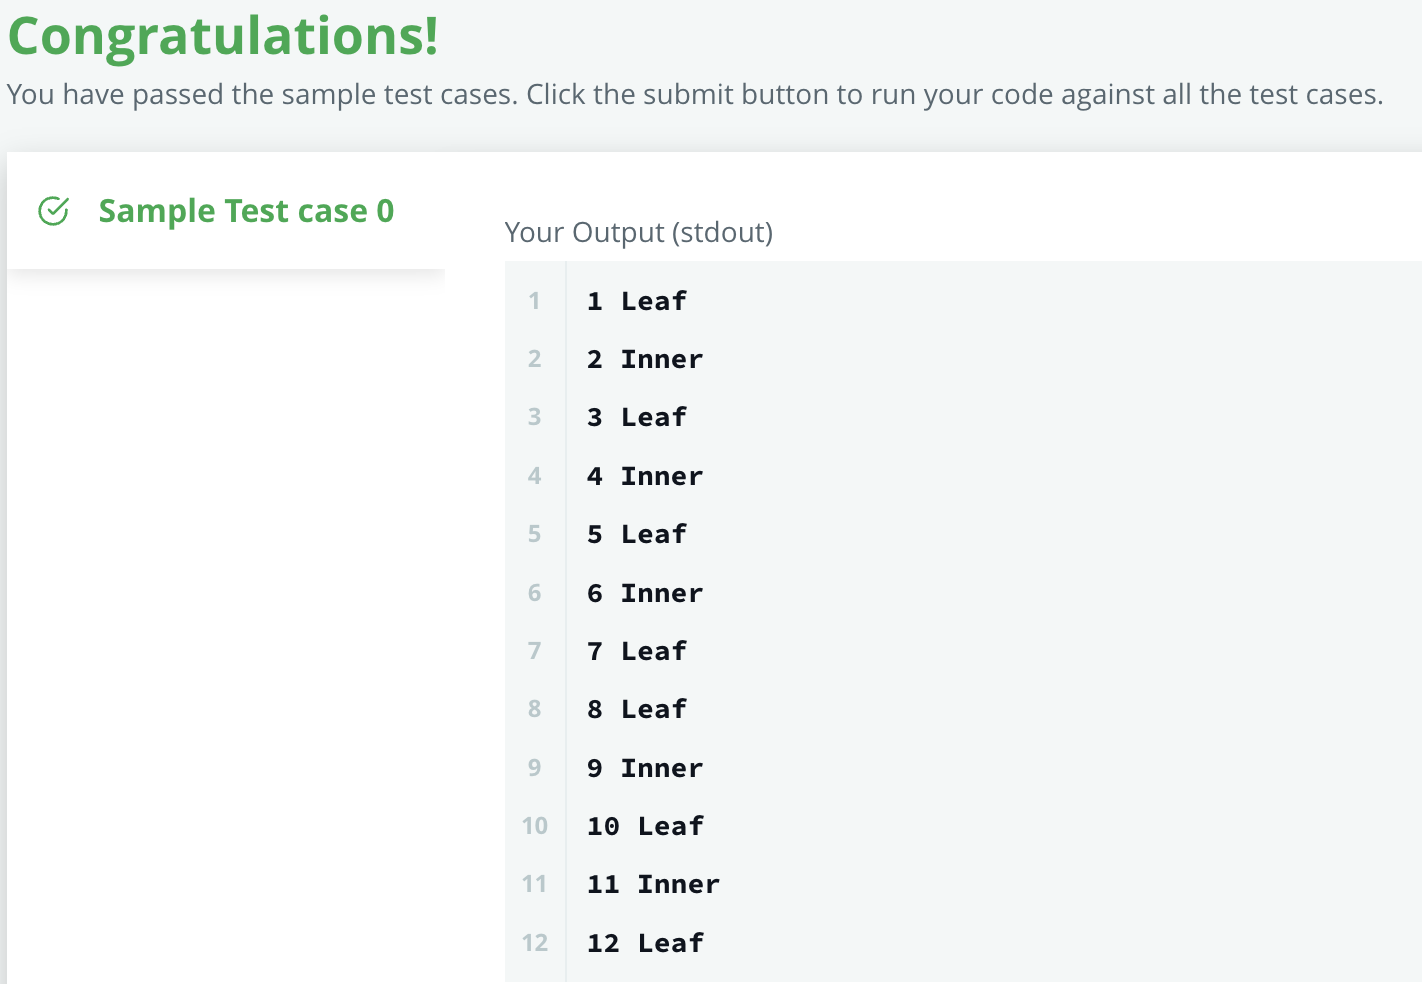 Congratulations!
You have passed the sample test cases. Click the submit button to run your code against all the test cases.
Sample Test case 0
Your Output (stdout)
1 1 Leaf
2 2 Inner
3 3 Leaf
4 4 Inner
5 5 Leaf
6 6 Inner
7 7 Leaf
8 8 Leaf
9 9 Inner
10 10 Leaf
11 11 Inner
12 12 Leaf